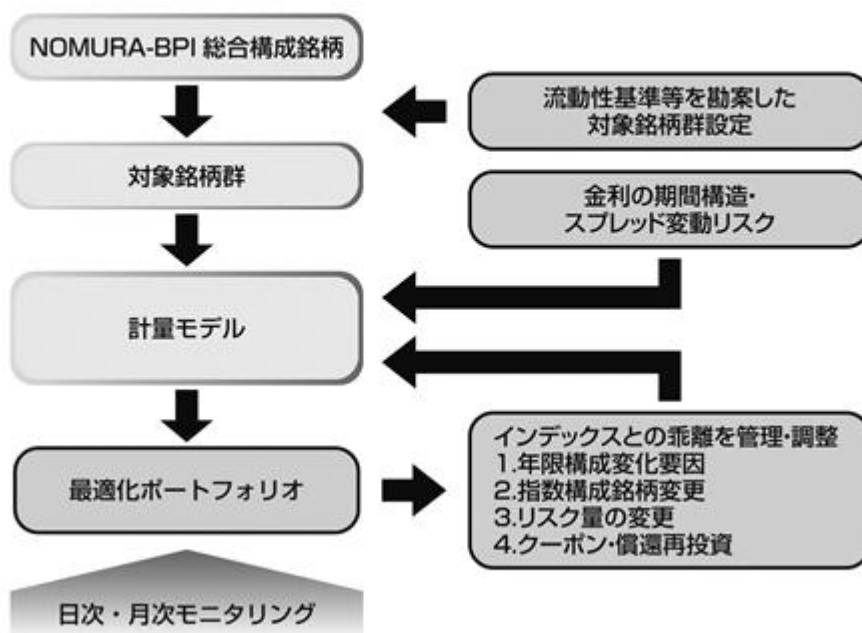 NOMURA-BPI 総合構成銘柄
流動性基準等を勘案した
対象銘柄群設定
対象銘柄群
金利の期間構造・
スプレッド変動リスク
計量モデル
最適化ポートフォリオ
インデックスとの乖離を管理・調整
1.年限構成変化要因
2.指数構成銘柄変更
3.リスク量の変更
4.クーポン・償還再投資
日次・月次モニタリング